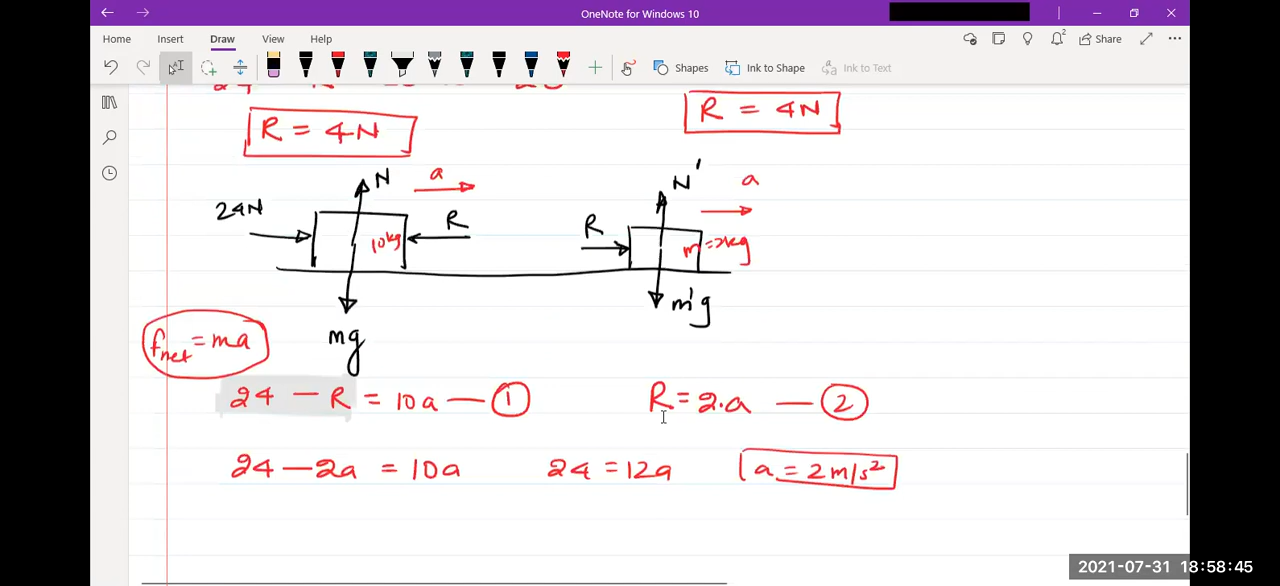 OneNote for Windows 10
Home Insert Draw View Help Share
Shapes Ink to Shape Ink to Text
R = 4N
R = 4N
N a
N' a
24N R
10kg
R
m' = 2kg
mg
m'g
fnet = ma
24 - R = 10a — ①
R = 2.a — ②
24 - 2a = 10a 24 = 12a a = 2 m/s²
2021-07-31 18:58:45